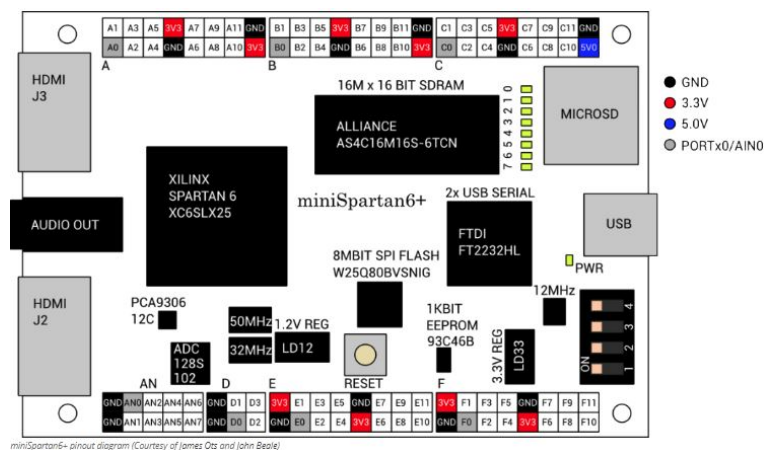 A1 A3 A5 3V3 A7 A9 A11 GND
A0 A2 A4 GND A6 A8 A10 3V3
A
B1 B3 B5 3V3 B7 B9 B11 GND
B0 B2 B4 GND B6 B8 B10 3V3
B
C1 C3 C5 3V3 C7 C9 C11 GND
C0 C2 C4 GND C6 C8 C10 5V0
C
HDMI
J3
16M x 16 BIT SDRAM
ALLIANCE
AS4C16M16S-6TCN
7 6 5 4 3 2 1 0
MICROSD
GND
3.3V
5.0V
PORTx0/AIN0
XILINX
SPARTAN 6
XC6SLX25
miniSpartan6+
2x USB SERIAL
FTDI
FT2232HL
AUDIO OUT
USB
PWR
8MBIT SPI FLASH
W25Q80BVSNIG
HDMI
J2
PCA9306
12C
50MHz
32MHz
1.2V REG
LD12
ADC
128S
102
1KBIT
EEPROM
93C46B
12MHz
3.3V REG
LD33
ON
1 2 3 4
RESET
AN
GND AN0 AN2 AN4 AN6
GND AN1 AN3 AN5 AN7
D
GND D1 D3
GND D0 D2
E
3V3 E1 E3 E5 GND E7 E9 E11
GND E0 E2 E4 3V3 E6 E8 E10
F
3V3 F1 F3 F5 GND F7 F9 F11
GND F0 F2 F4 3V3 F6 F8 F10
miniSpartan6+ pinout diagram (Courtesy of James Ots and John Beale)